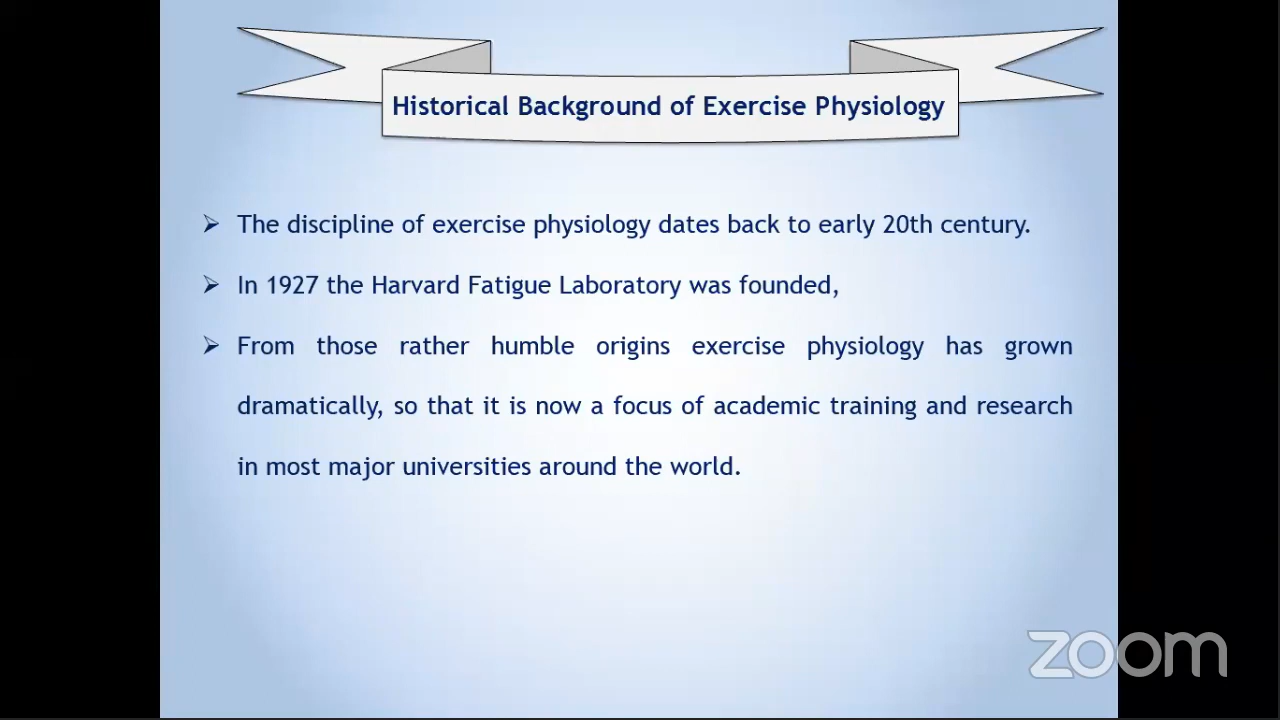 Historical Background of Exercise Physiology
➢ The discipline of exercise physiology dates back to early 20th century.
➢ In 1927 the Harvard Fatigue Laboratory was founded,
➢ From those rather humble origins exercise physiology has grown
dramatically, so that it is now a focus of academic training and research
in most major universities around the world.
zoom